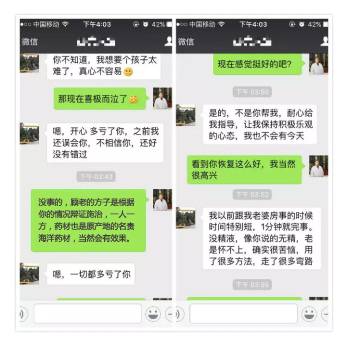 中国移动
下午4:03
42%
微信
你不知道，我想要个孩子太
难了，真心不容易
那现在喜极而泣了
嗯，开心 多亏了你，之前我
还误会你，不相信你，还好
没有错过
下午 03:43
没事的，顾老的方子是根据
你的情况辩证施治，一人一
方，药材也是原产地的名贵
海洋药材，当然会有效果。
嗯，一切都多亏了你
中国移动
下午4:03
42%
微信
现在感觉挺好的吧？
是的，不是你帮我，耐心给
我指导，让我保持积极乐观
的心态，我也不会有今天
看到你恢复这么好，我当然
很高兴
下午 03:52
我以前跟我老婆房事的时候
时间特别短，1分钟就完事。
没精液，像你说的无精，老
是怀不上，确实很苦恼，用
了很多方法，走了很多弯路
下午 03:55